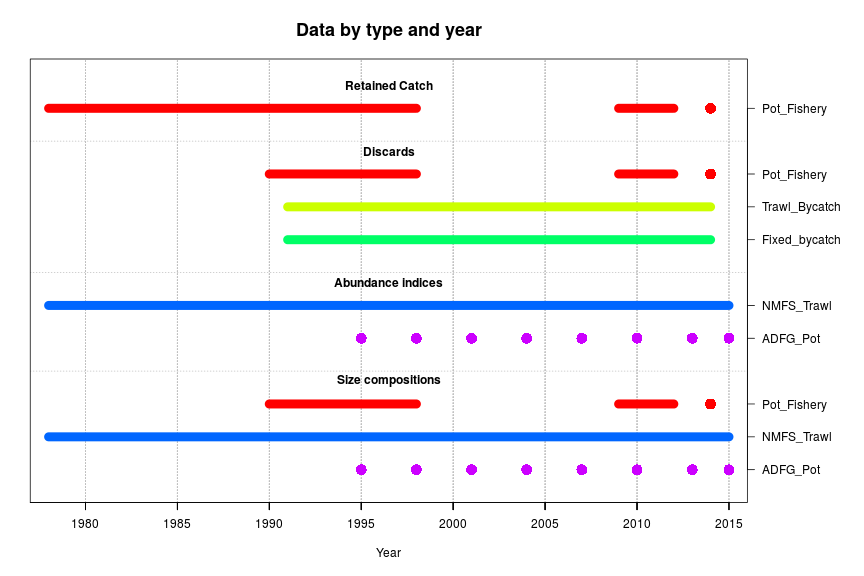 Data by type and year
Retained Catch
Pot_Fishery
Discards
Pot_Fishery
Trawl_Bycatch
Fixed_bycatch
Abundance indices
NMFS_Trawl
ADFG_Pot
Size compositions
Pot_Fishery
NMFS_Trawl
ADFG_Pot
1980 1985 1990 1995 2000 2005 2010 2015
Year